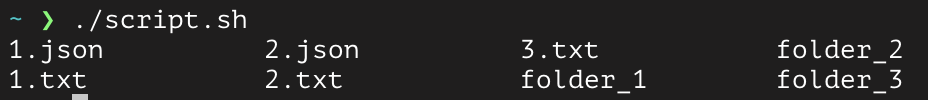 ~ ❯ ./script.sh
1.json 2.json 3.txt folder_2
1.txt 2.txt folder_1 folder_3